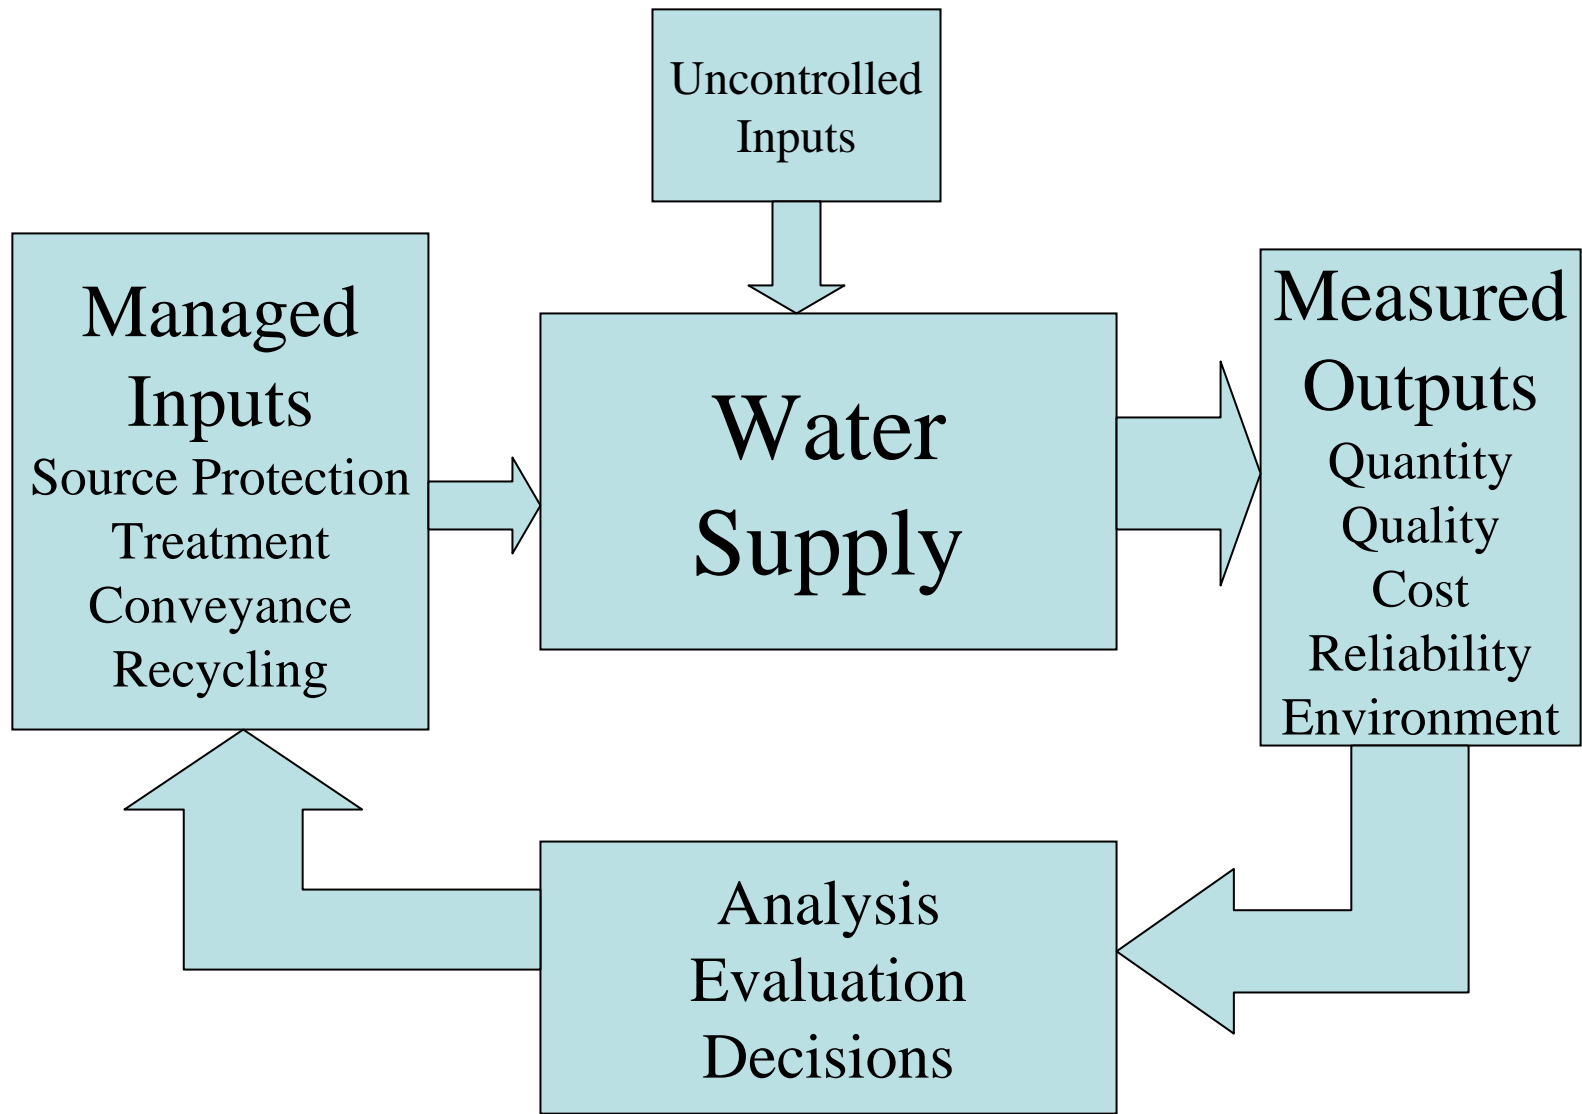 Uncontrolled
Inputs
Managed
Inputs
Source Protection
Treatment
Conveyance
Recycling
Water
Supply
Measured
Outputs
Quantity
Quality
Cost
Reliability
Environment
Analysis
Evaluation
Decisions